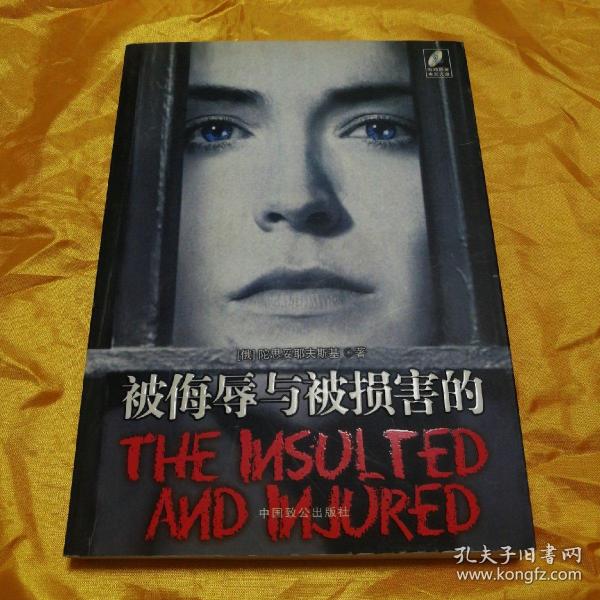 [俄]陀思妥耶夫斯基 著
被侮辱与被损害的
THE INSULTED
AND INJURED
中国致公出版社
孔夫子旧书网
www.kongfz.com